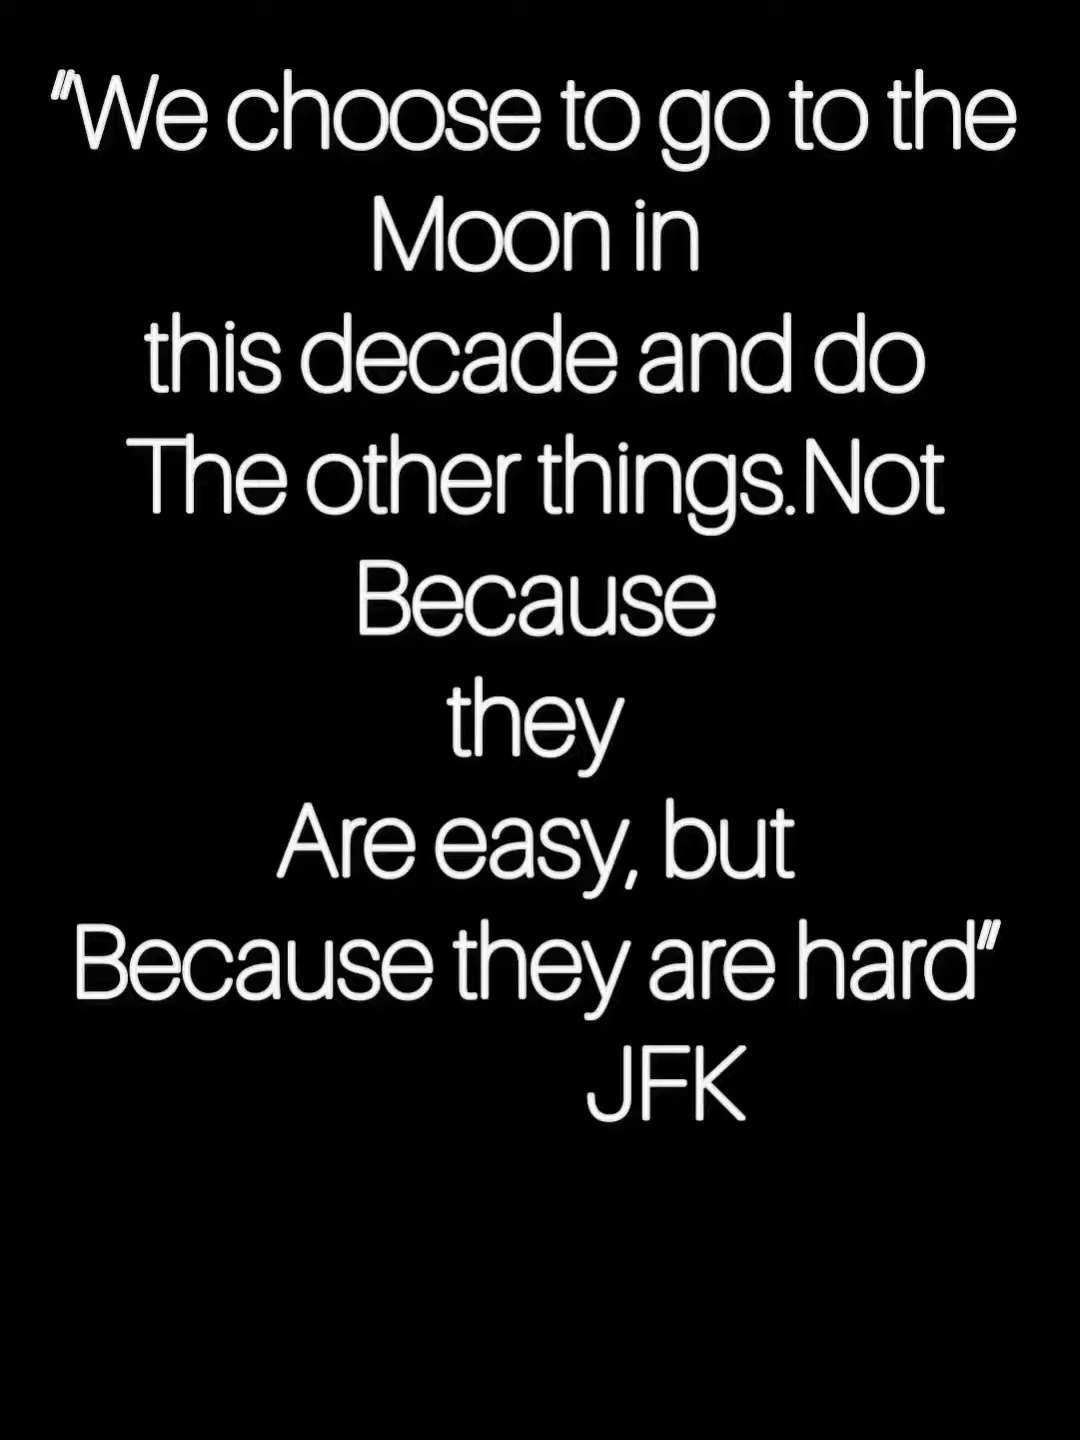 "We choose to go to the
Moon in
this decade and do
The other things.Not
Because
they
Are easy, but
Because they are hard"
JFK